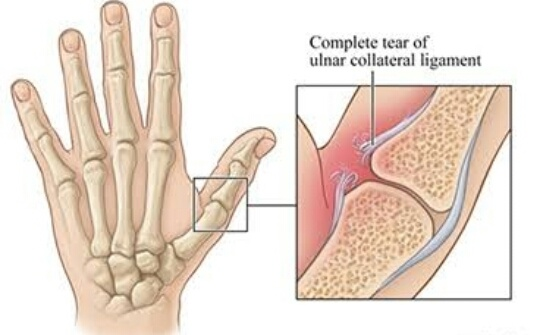 Complete tear of
ulnar collateral ligament